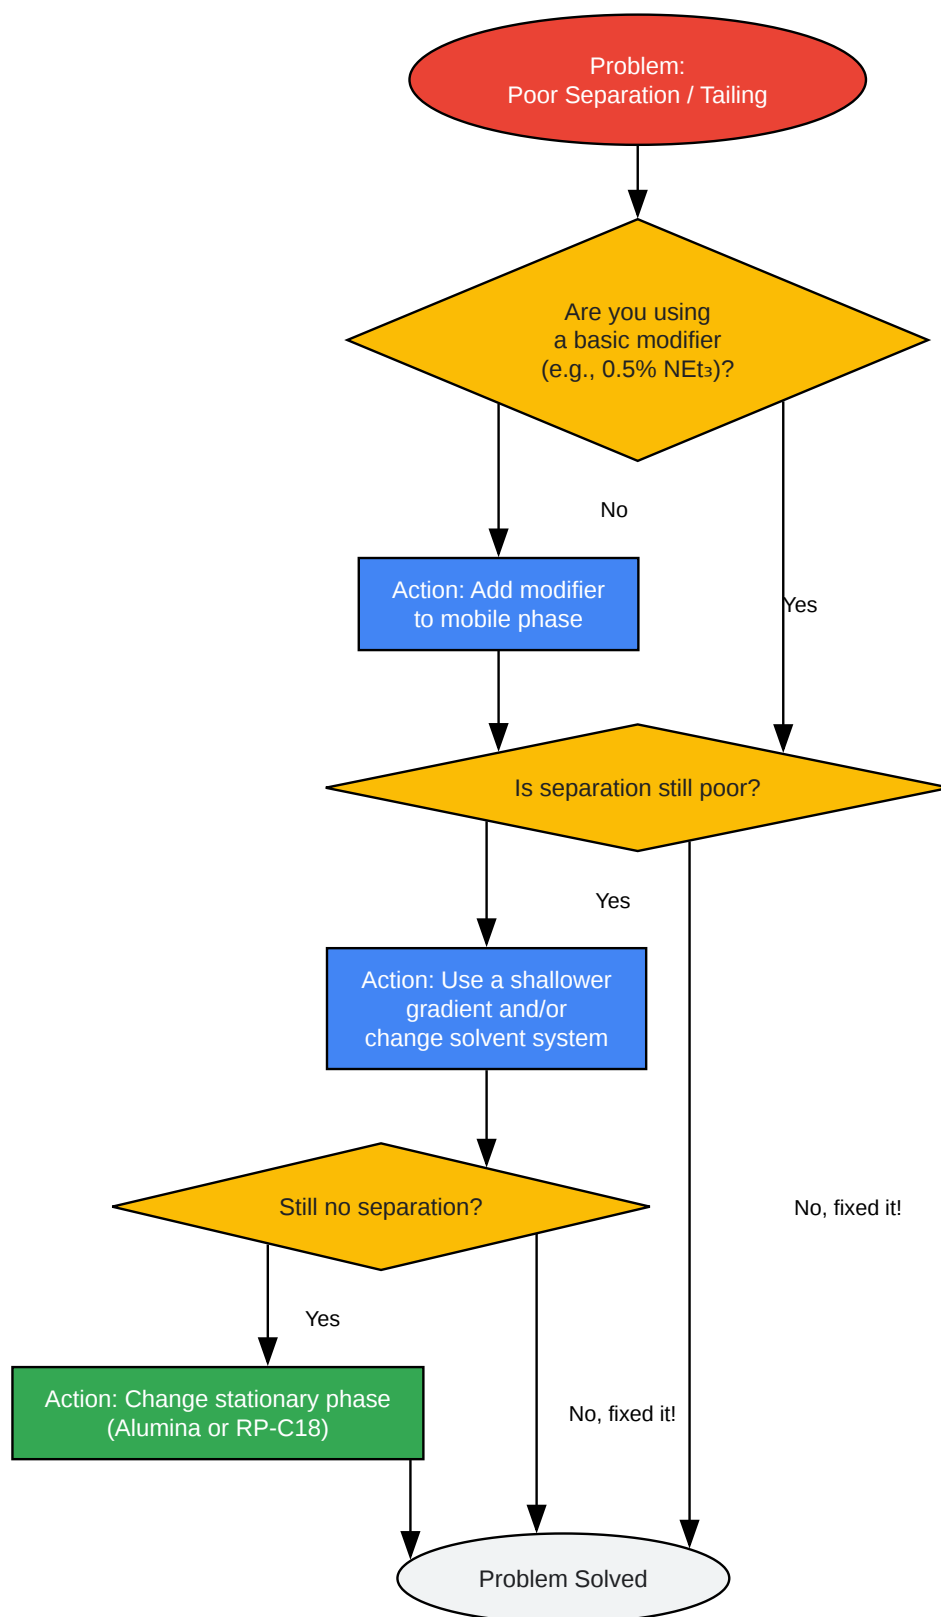 Problem:
Poor Separation / Tailing
Are you using
a basic modifier
(e.g., 0.5% NEt₃)?
No
Action: Add modifier
to mobile phase
Yes
Is separation still poor?
Yes
Action: Use a shallower
gradient and/or
change solvent system
Still no separation?
No, fixed it!
Yes
Action: Change stationary phase
(Alumina or RP-C18)
No, fixed it!
Problem Solved